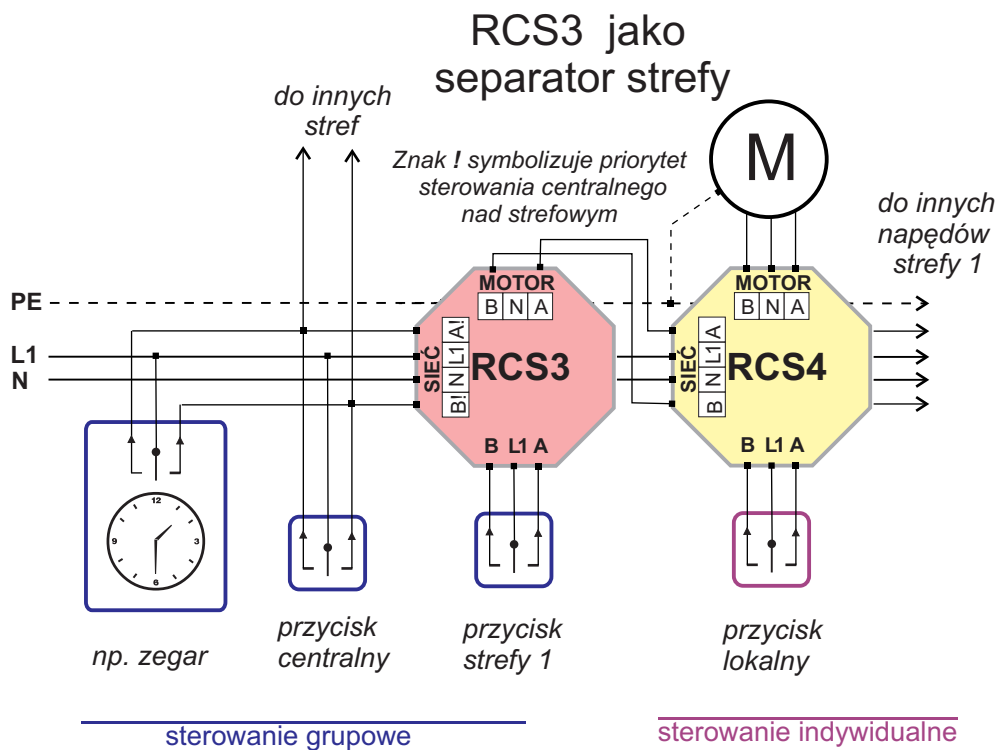 RCS3 jako
separator strefy
do innych
stref
Znak ! symbolizuje priorytet
sterowania centralnego
nad strefowym
M
do innych
napędów
strefy 1
PE
L1
N
MOTOR
B N A
SIEĆ
B! N L1 A!
RCS3
B L1 A
MOTOR
B N A
SIEĆ
B N L1 A
RCS4
B L1 A
12
9 3
6
np. zegar
przycisk
centralny
przycisk
strefy 1
przycisk
lokalny
sterowanie grupowe
sterowanie indywidualne